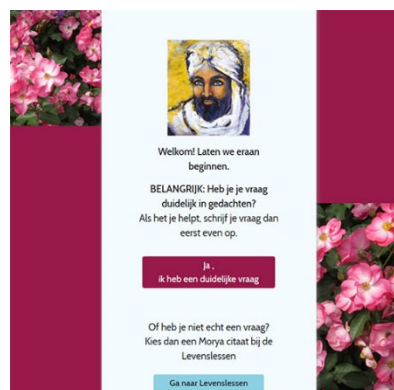 Welkom! Laten we eraan
beginnen.
BELANGRIJK: Heb je je vraag
duidelijk in gedachten?
Als het je helpt, schrijf je vraag dan
eerst even op.
Ja ,
ik heb een duidelijke vraag
Of heb je niet echt een vraag?
Kies dan een Morya citaat bij de
Levenslessen
Ga naar Levenslessen